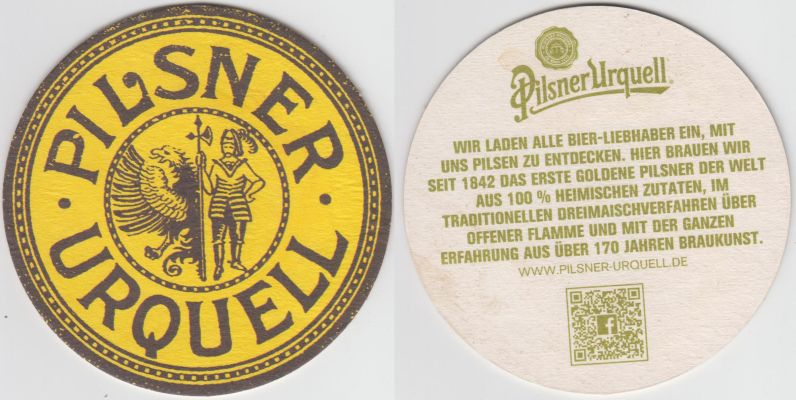 PILSNER
URQUELL
Pilsner Urquell
WIR LADEN ALLE BIER-LIEBHABER EIN, MIT
UNS PILSEN ZU ENTDECKEN. HIER BRAUEN WIR
SEIT 1842 DAS ERSTE GOLDENE PILSNER DER WELT
AUS 100 % HEIMISCHEN ZUTATEN, IM
TRADITIONELLEN DREIMAISCHVERFAHREN ÜBER
OFFENER FLAMME UND MIT DER GANZEN
ERFAHRUNG AUS ÜBER 170 JAHREN BRAUKUNST.
WWW.PILSNER-URQUELL.DE
f